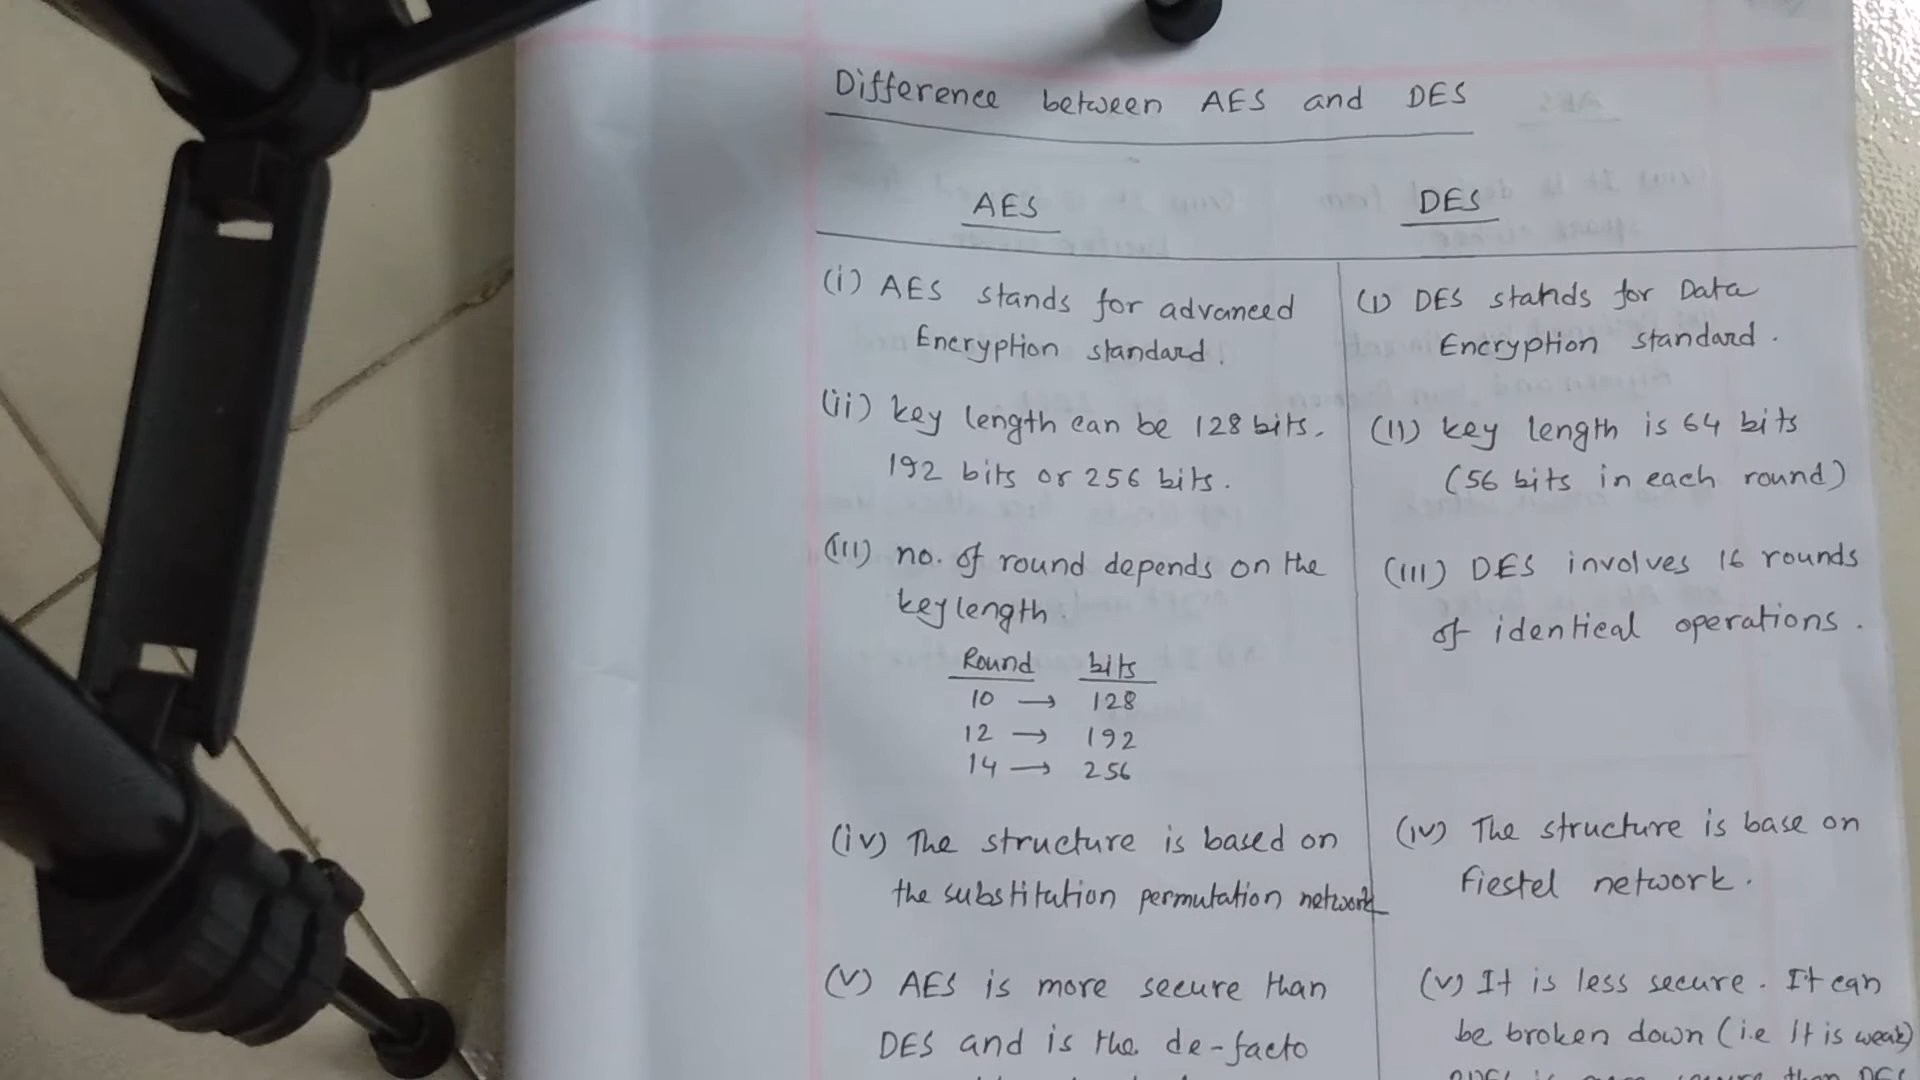 Difference between AES and DES
AES
DES
(i) AES stands for advanced
Encryption standard.
(ii) key length can be 128 bits,
192 bits or 256 bits.
(III) no. of round depends on the
key length.
Round bits
10 → 128
12 → 192
14 → 256
(iv) The structure is based on
the substitution permutation network
(V) AES is more secure than
DES and is the de-facto
(I) DES stands for Data
Encryption standard.
(II) key length is 64 bits
(56 bits in each round)
(III) DES involves 16 rounds
of identical operations.
(IV) The structure is base on
Fiestel network.
(V) It is less secure. It can
be broken down (i.e it is weak)